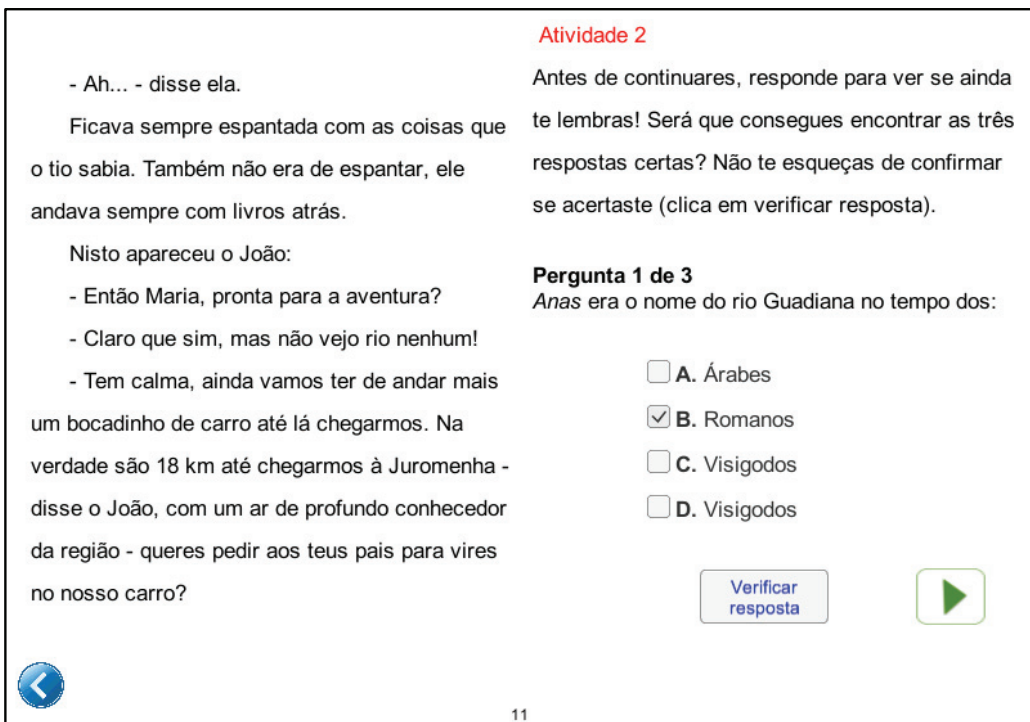 - Ah... - disse ela.
Ficava sempre espantada com as coisas que
o tio sabia. Também não era de espantar, ele
andava sempre com livros atrás.
Nisto apareceu o João:
- Então Maria, pronta para a aventura?
- Claro que sim, mas não vejo rio nenhum!
- Tem calma, ainda vamos ter de andar mais
um bocadinho de carro até lá chegarmos. Na
verdade são 18 km até chegarmos à Juromenha -
disse o João, com um ar de profundo conhecedor
da região - queres pedir aos teus pais para vires
no nosso carro?
Atividade 2
Antes de continuares, responde para ver se ainda
te lembras! Será que consegues encontrar as três
respostas certas? Não te esqueças de confirmar
se acertaste (clica em verificar resposta).
Pergunta 1 de 3
Anas era o nome do rio Guadiana no tempo dos:
A. Árabes
B. Romanos
C. Visigodos
D. Visigodos
Verificar
resposta
11